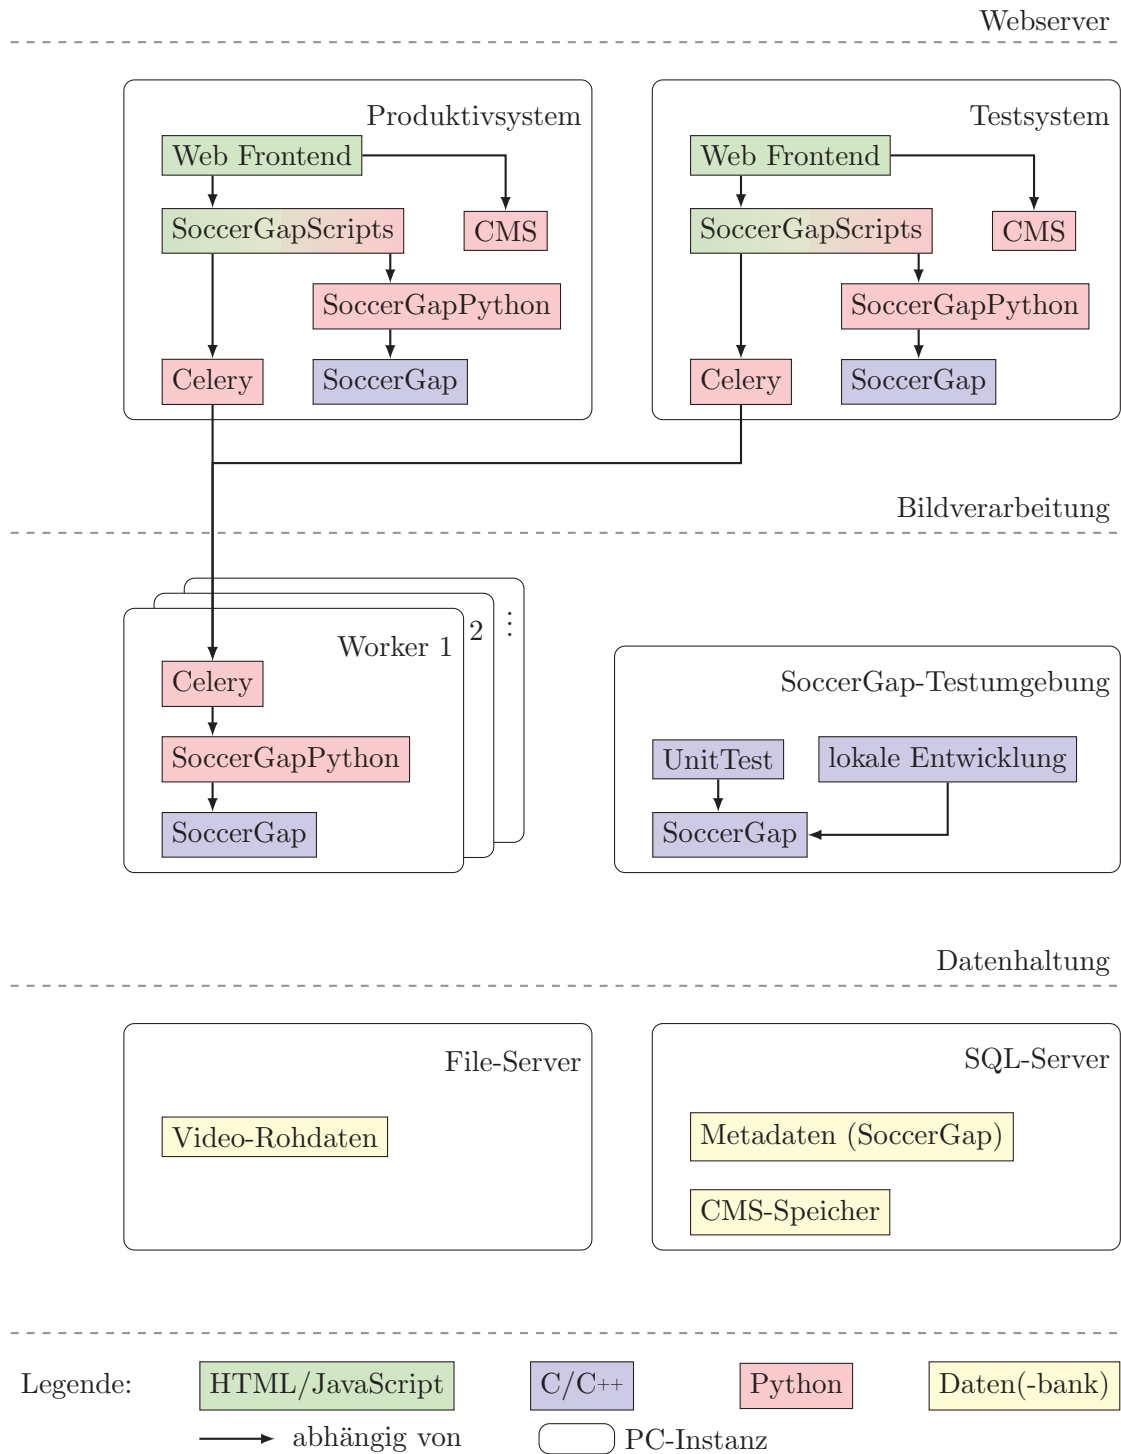 Webserver
Produktivsystem
Web Frontend
SoccerGapScripts
CMS
SoccerGapPython
Celery
SoccerGap
Testsystem
Web Frontend
SoccerGapScripts
CMS
SoccerGapPython
Celery
SoccerGap
Bildverarbeitung
Worker 1
2
⋮
Celery
SoccerGapPython
SoccerGap
SoccerGap-Testumgebung
UnitTest
lokale Entwicklung
SoccerGap
Datenhaltung
File-Server
Video-Rohdaten
SQL-Server
Metadaten (SoccerGap)
CMS-Speicher
Legende:
HTML/JavaScript
C/C++
Python
Daten(-bank)
abhängig von
PC-Instanz